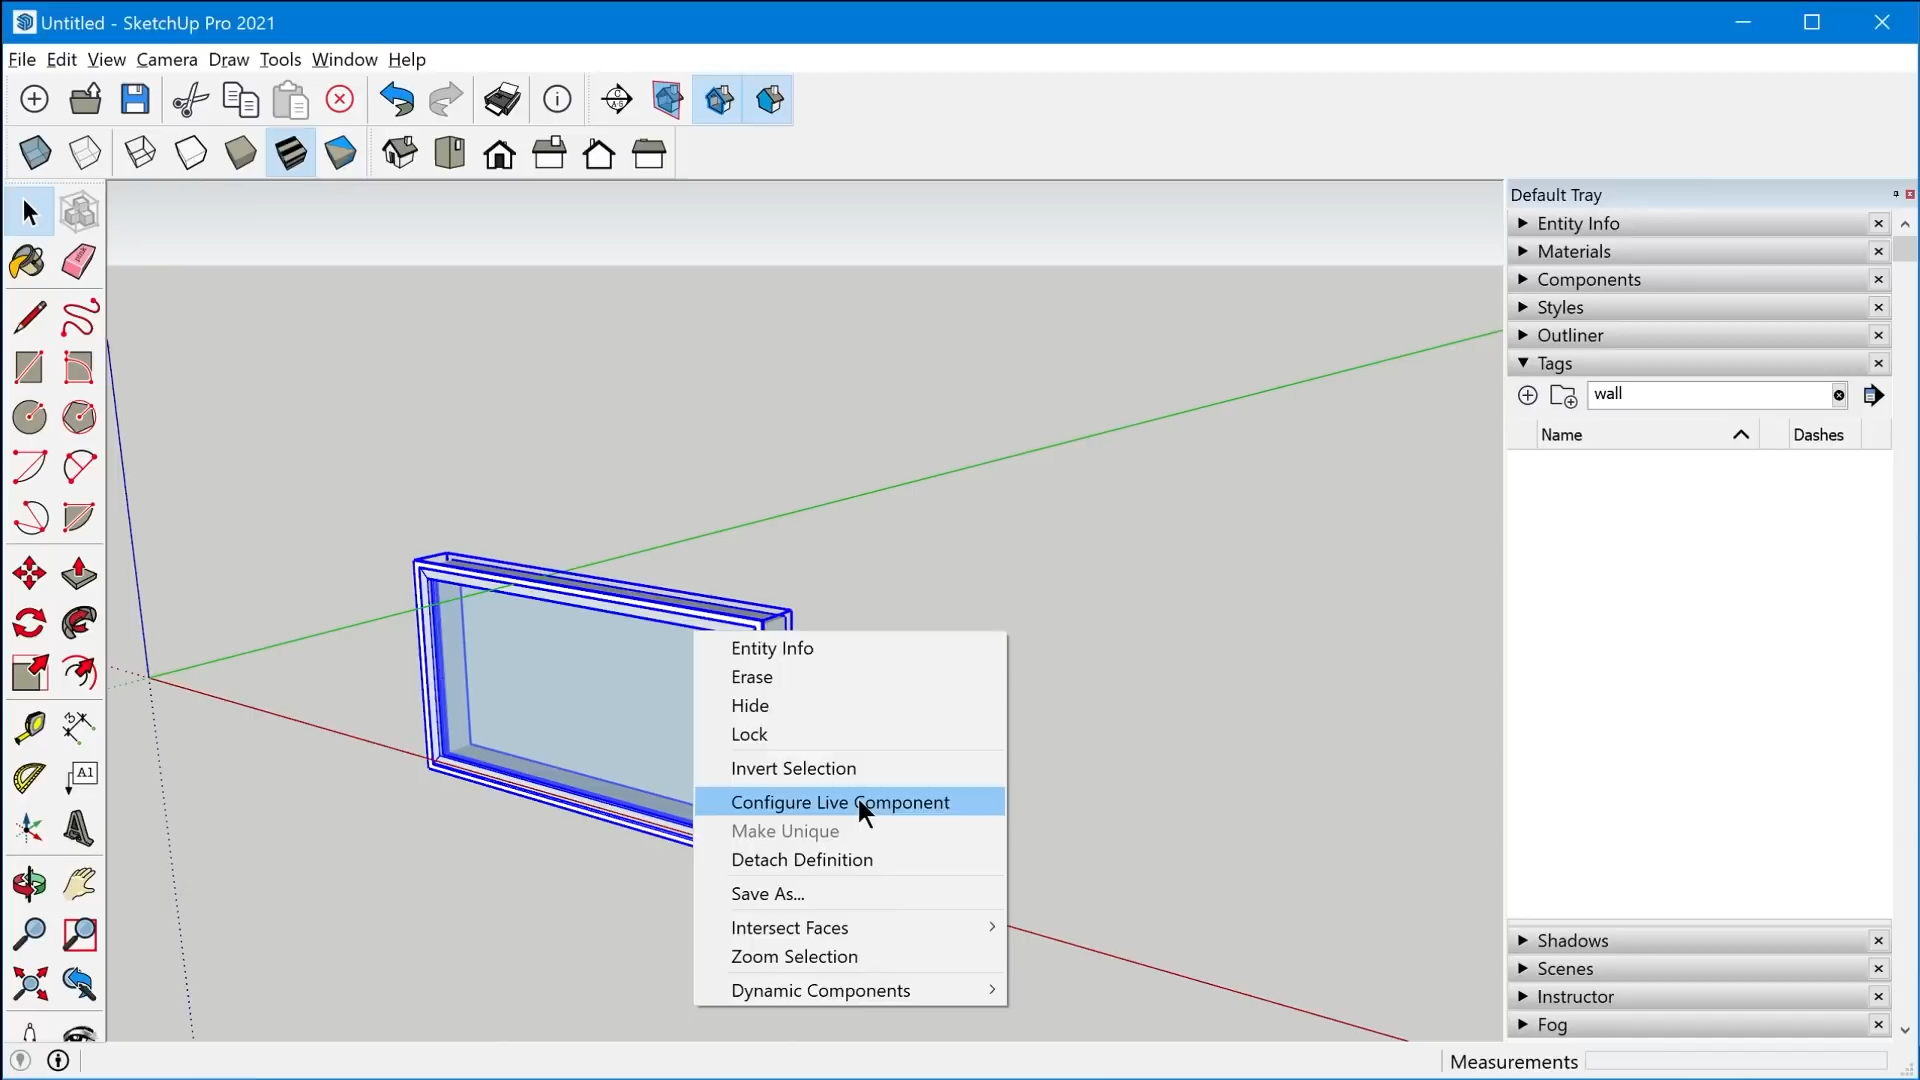 Untitled - SketchUp Pro 2021
File Edit View Camera Draw Tools Window Help
Default Tray
Entity Info
Materials
Components
Styles
Outliner
Tags
wall
Name Dashes
Entity Info
Erase
Hide
Lock
Invert Selection
Configure Live Component
Make Unique
Detach Definition
Save As...
Intersect Faces
Zoom Selection
Dynamic Components
A1
Shadows
Scenes
Instructor
Fog
Measurements